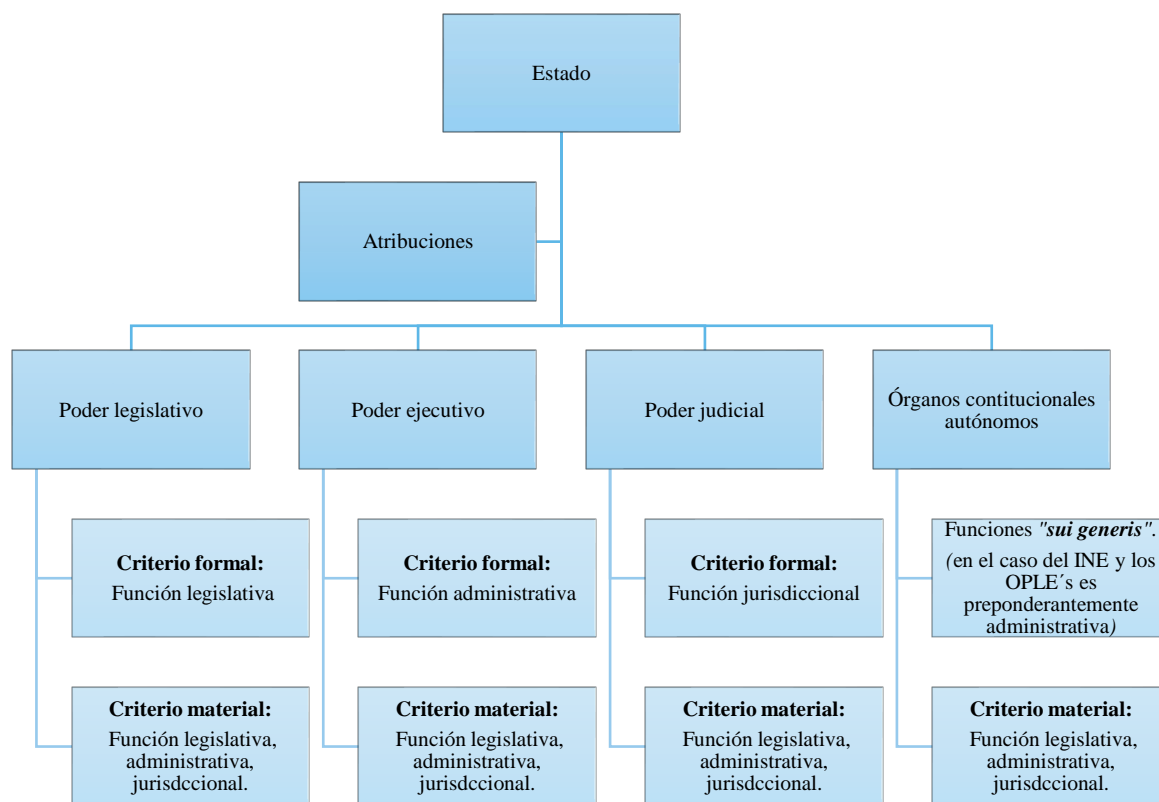 Estado
Atribuciones
Poder legislativo
Poder ejecutivo
Poder judicial
Órganos contitucionales
autónomos
Criterio formal:
Función legislativa
Criterio formal:
Función administrativa
Criterio formal:
Función jurisdiccional
Funciones "sui generis".
(en el caso del INE y los
OPLE´s es
preponderantemente
administrativa)
Criterio material:
Función legislativa,
administrativa,
jurisdccional.
Criterio material:
Función legislativa,
administrativa,
jurisdccional.
Criterio material:
Función legislativa,
administrativa,
jurisdccional.
Criterio material:
Función legislativa,
administrativa,
jurisdccional.